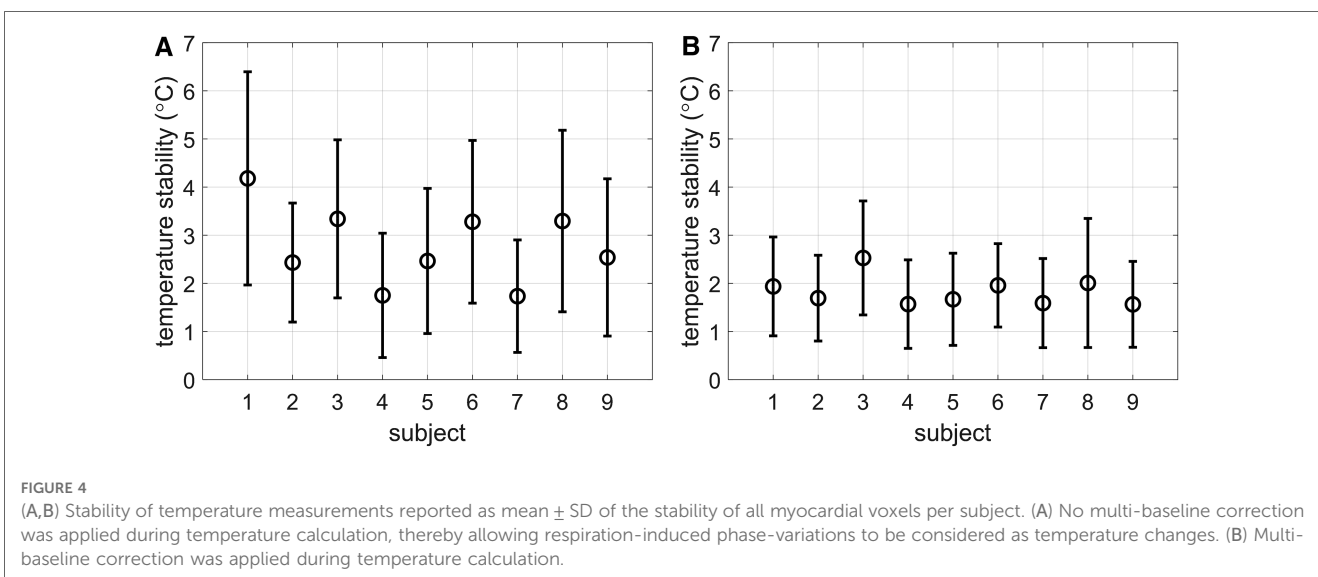 A
7
6
5
4
3
2
1
0
temperature stability (°C)
1 2 3 4 5 6 7 8 9
subject
B
7
6
5
4
3
2
1
0
temperature stability (°C)
1 2 3 4 5 6 7 8 9
subject
FIGURE 4
(A,B) Stability of temperature measurements reported as mean ± SD of the stability of all myocardial voxels per subject. (A) No multi-baseline correction
was applied during temperature calculation, thereby allowing respiration-induced phase-variations to be considered as temperature changes. (B) Multi-
baseline correction was applied during temperature calculation.